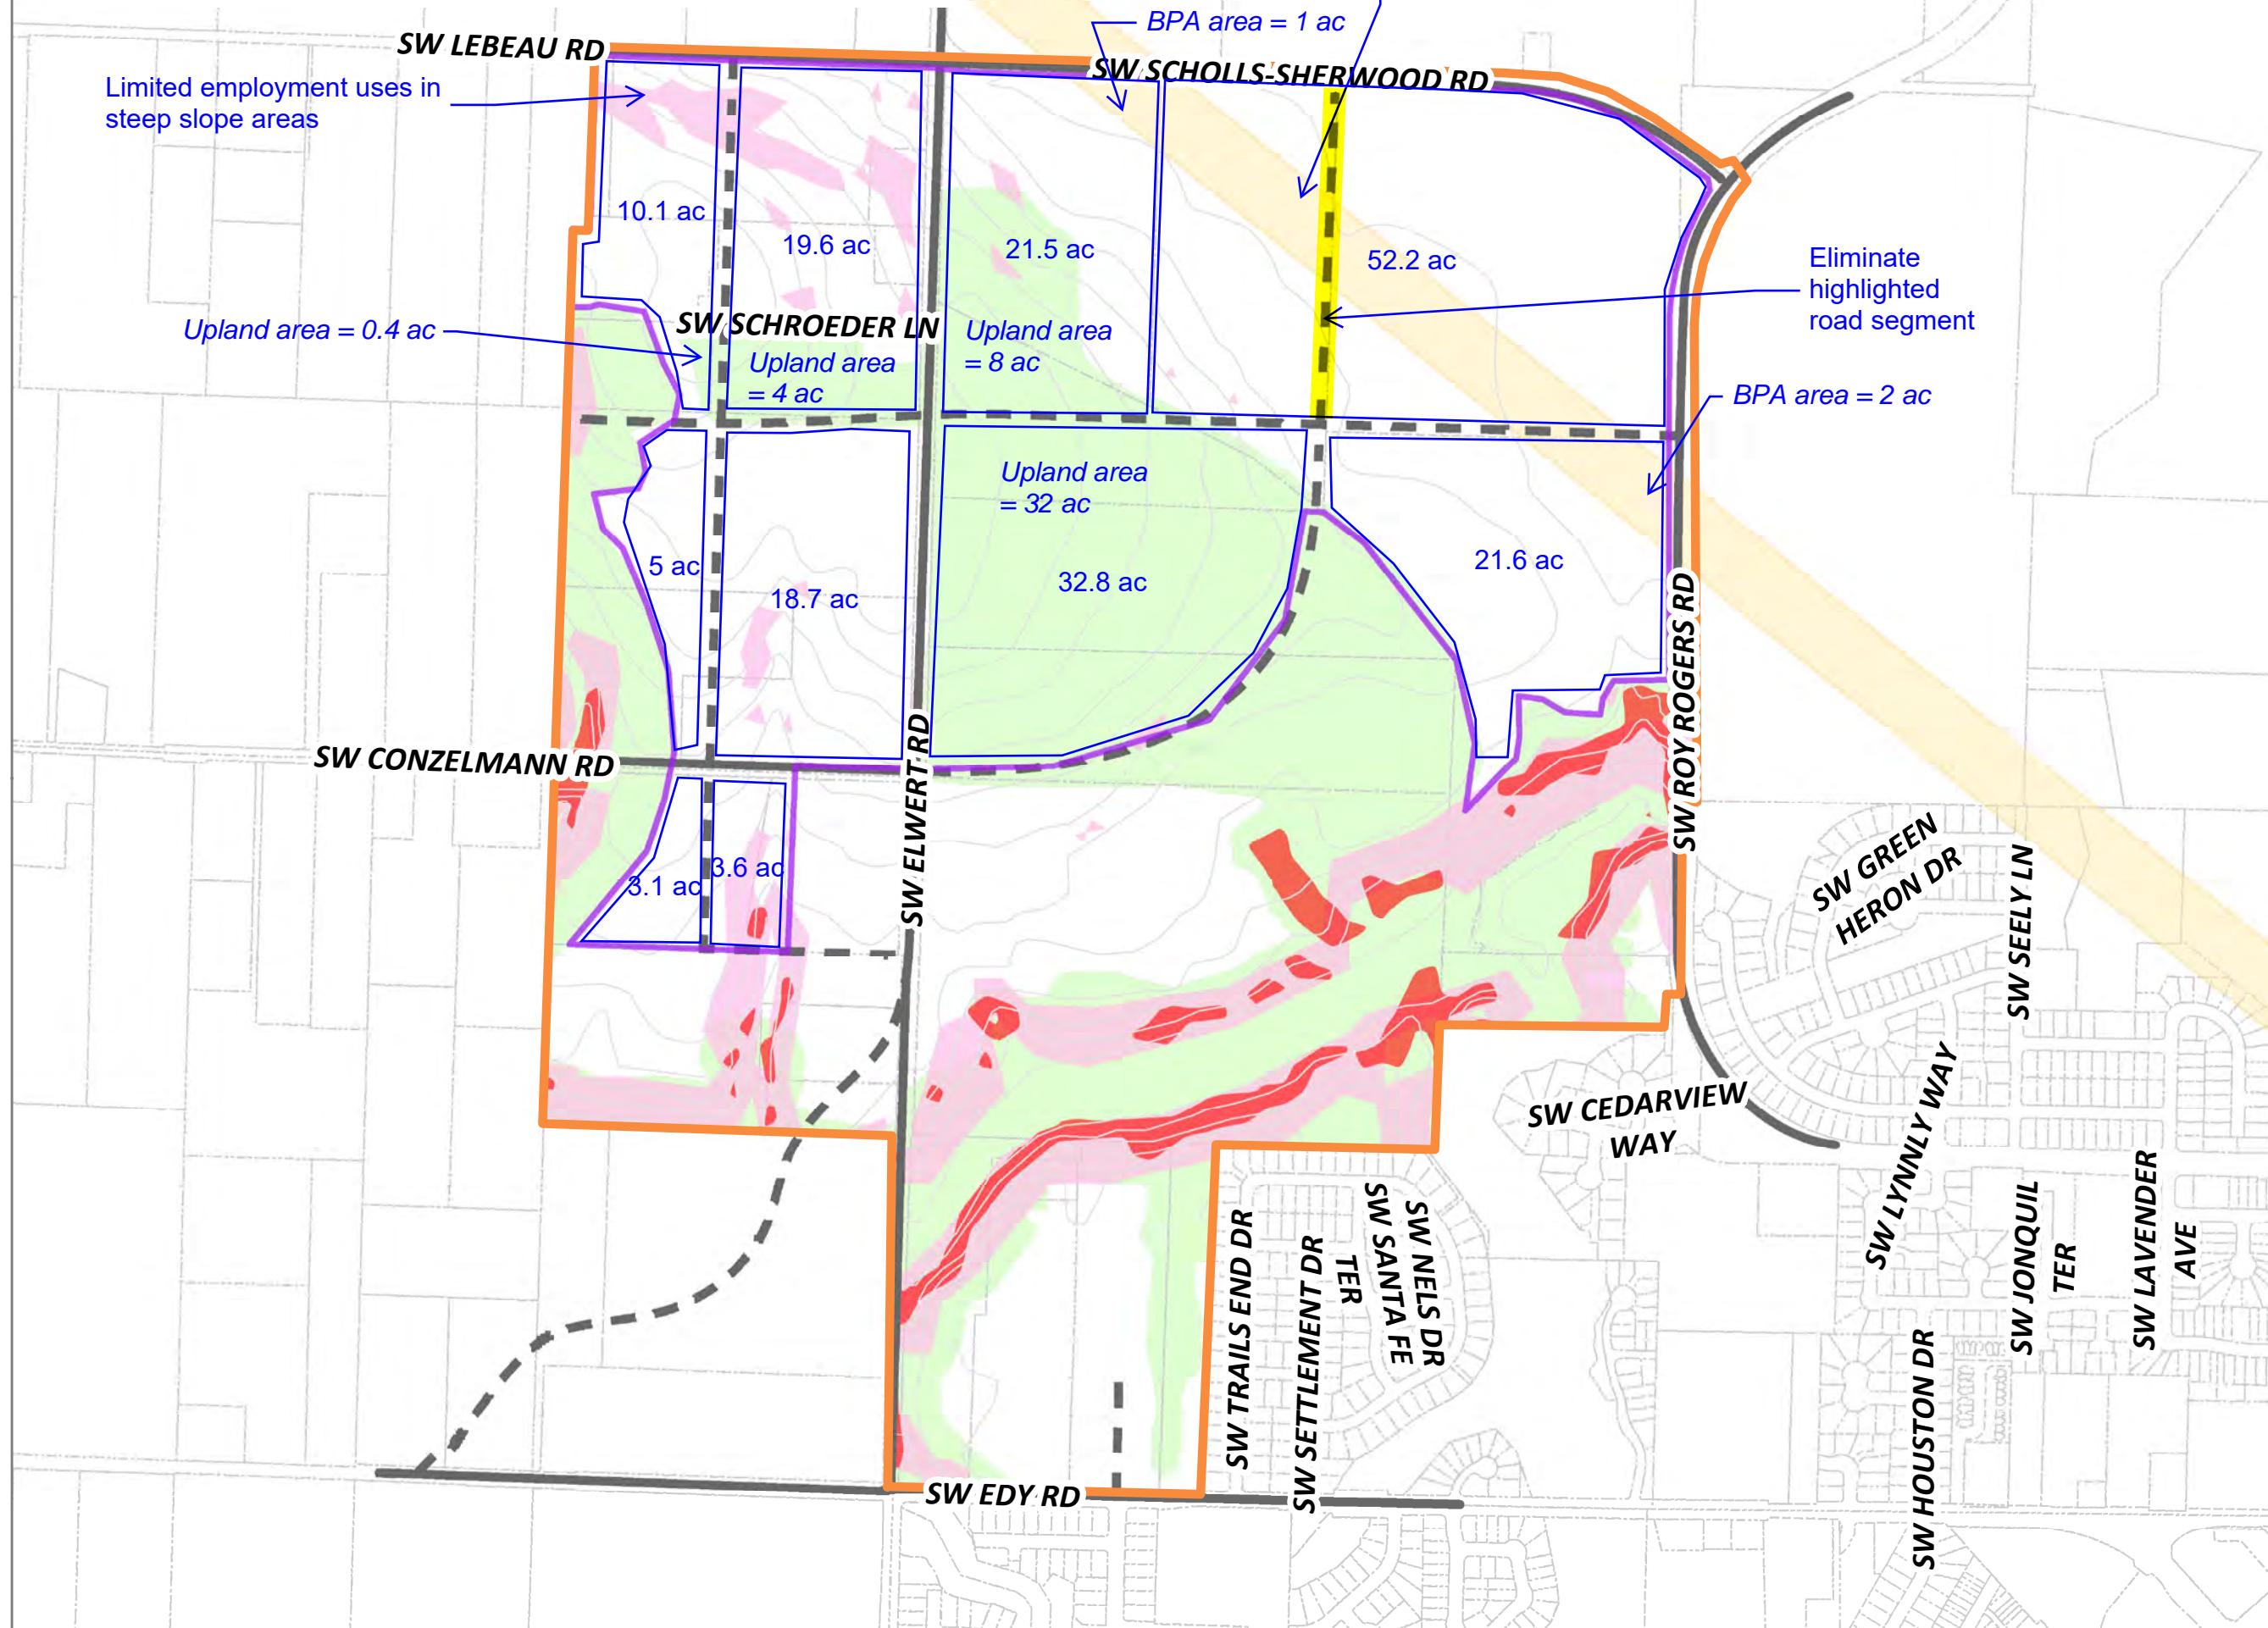 BPA area = 1 ac
SW LEBEAU RD
SW SCHOLLS-SHERWOOD RD
Limited employment uses in
steep slope areas
10.1 ac
19.6 ac
21.5 ac
52.2 ac
Eliminate
highlighted
road segment
Upland area = 0.4 ac
SW SCHROEDER LN
Upland area
= 4 ac
Upland area
= 8 ac
BPA area = 2 ac
Upland area
= 32 ac
5 ac
18.7 ac
32.8 ac
21.6 ac
SW CONZELMANN RD
SW ELWERT RD
SW ROY ROGERS RD
3.1 ac
3.6 ac
SW GREEN
HERON DR
SW SEELY LN
SW CEDARVIEW
WAY
SW LYNNLY WAY
SW TRAILS END DR
SW SETTLEMENT DR
SW SANTA FE
TER
SW NELS DR
SW JONQUIL
TER
SW LAVENDER
AVE
SW HOUSTON DR
SW EDY RD